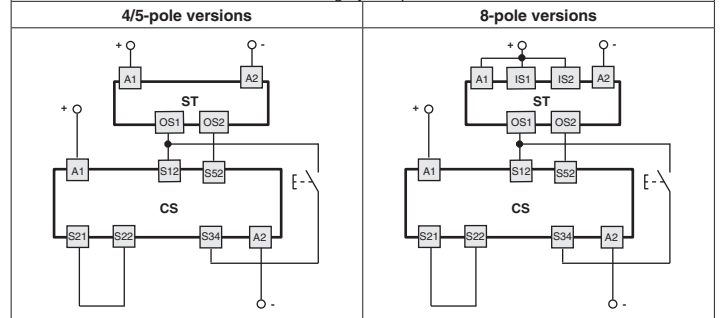 4/5-pole versions
8-pole versions
+ -
A1 A2
ST
OS1 OS2
+
A1 S12 S52
CS
S21 S22 S34 A2
-
+ -
A1 IS1 IS2 A2
ST
OS1 OS2
+
A1 S12 S52
CS
S21 S22 S34 A2
-